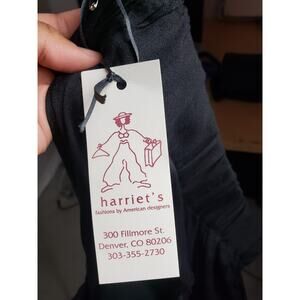 harriet's
fashions by American designers
300 Fillmore St.
Denver, CO 80206
303-355-2730